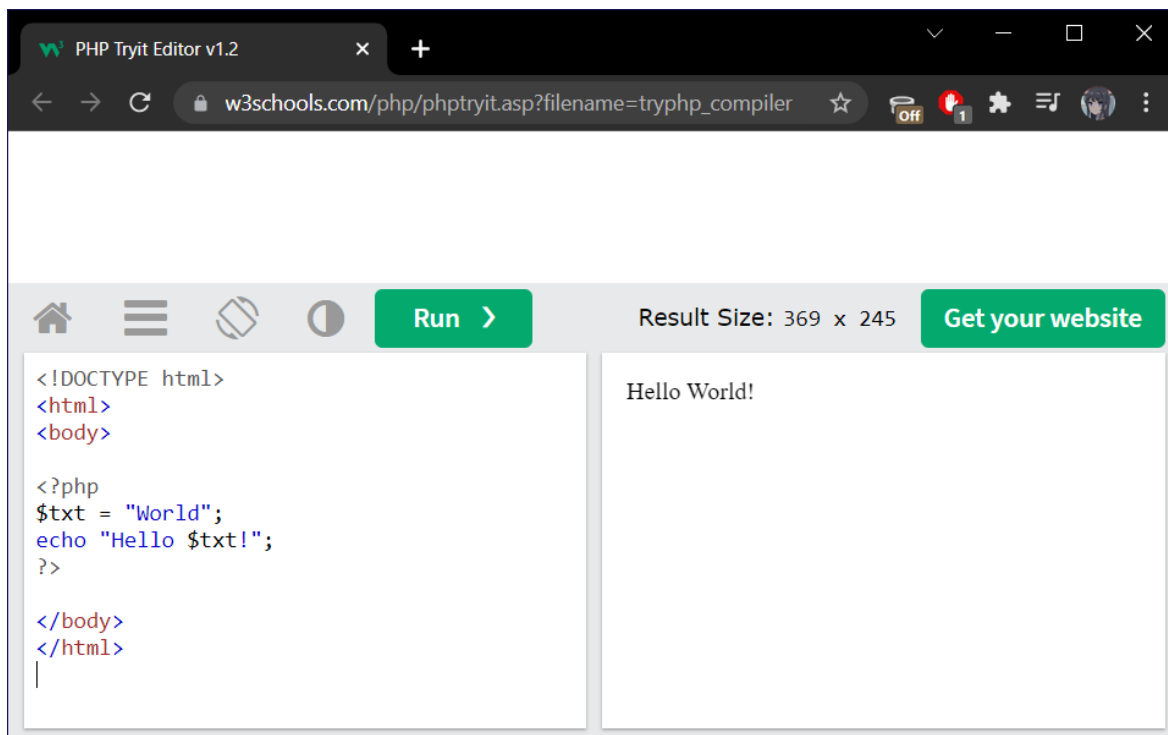 PHP Tryit Editor v1.2
w3schools.com/php/phptryit.asp?filename=tryphp_compiler
Off
1
Run ❯
Result Size: 369 x 245
Get your website
<!DOCTYPE html>
<html>
<body>
<?php
$txt = "World";
echo "Hello $txt!";
?>
</body>
</html>
Hello World!